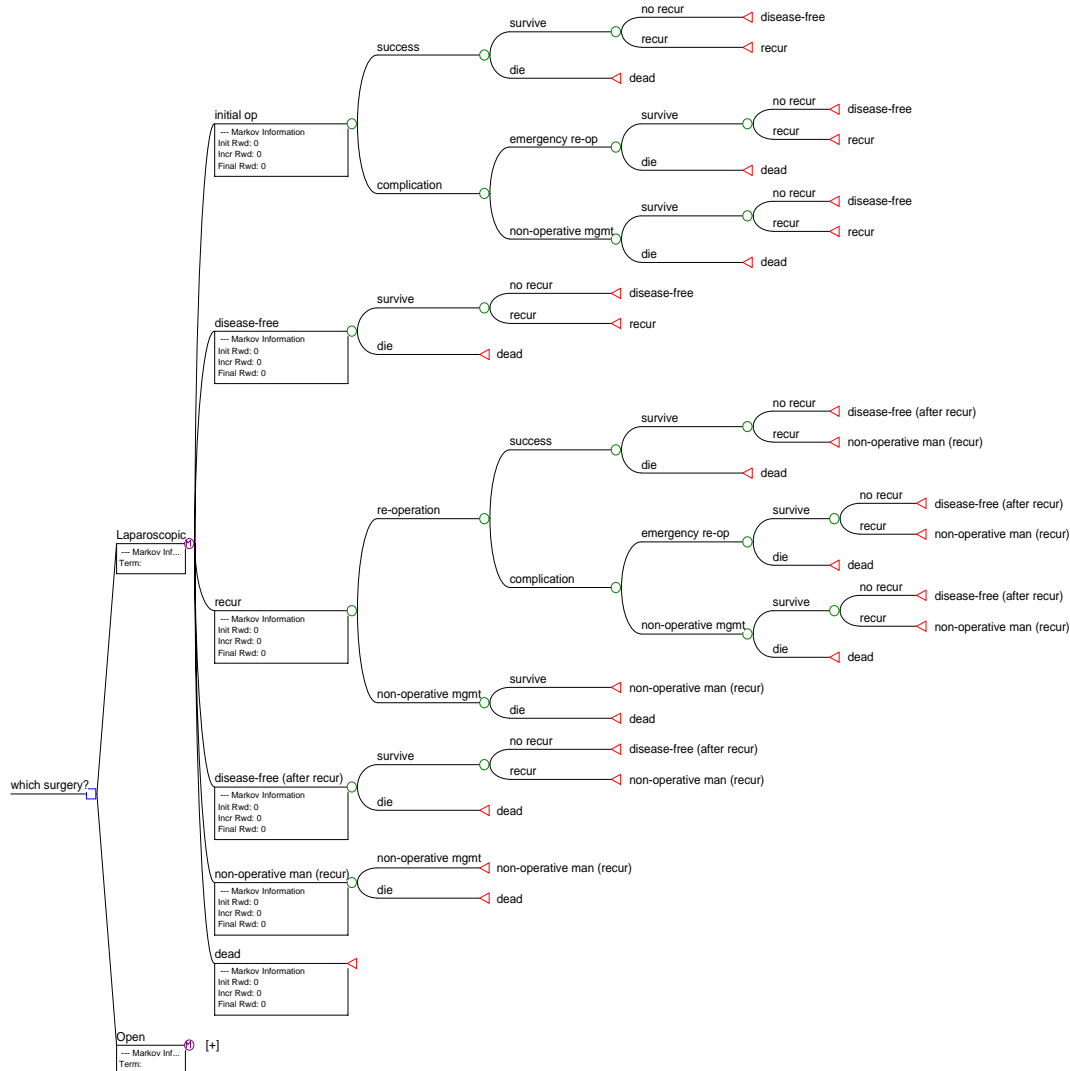 no recur
disease-free
survive
recur
recur
success
die
dead
no recur
disease-free
initial op
survive
--- Markov Information
recur
recur
Init Rwd: 0
emergency re-op
Incr Rwd: 0
die
dead
Final Rwd: 0
complication
no recur
disease-free
survive
recur
recur
non-operative mgmt
die
dead
no recur
disease-free
survive
disease-free
recur
recur
--- Markov Information
Init Rwd: 0
die
dead
Incr Rwd: 0
Final Rwd: 0
no recur
disease-free (after recur)
survive
recur
non-operative man (recur)
success
die
dead
no recur
disease-free (after recur)
re-operation
survive
recur
non-operative man (recur)
emergency re-op
die
dead
complication
no recur
disease-free (after recur)
survive
recur
non-operative man (recur)
non-operative mgmt
die
dead
Laparoscopic
--- Markov Inf...
Term:
recur
--- Markov Information
Init Rwd: 0
Incr Rwd: 0
Final Rwd: 0
survive
non-operative man (recur)
non-operative mgmt
die
dead
no recur
disease-free (after recur)
survive
recur
non-operative man (recur)
disease-free (after recur)
--- Markov Information
Init Rwd: 0
Incr Rwd: 0
Final Rwd: 0
die
dead
which surgery?
non-operative mgmt
non-operative man (recur)
non-operative man (recur)
--- Markov Information
Init Rwd: 0
Incr Rwd: 0
Final Rwd: 0
die
dead
dead
--- Markov Information
Init Rwd: 0
Incr Rwd: 0
Final Rwd: 0
Open
[+]
--- Markov Inf...
Term: